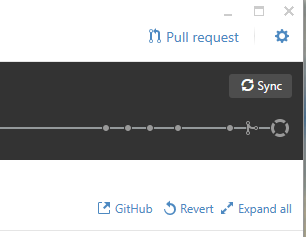 Pull request
Sync
GitHub Revert Expand all